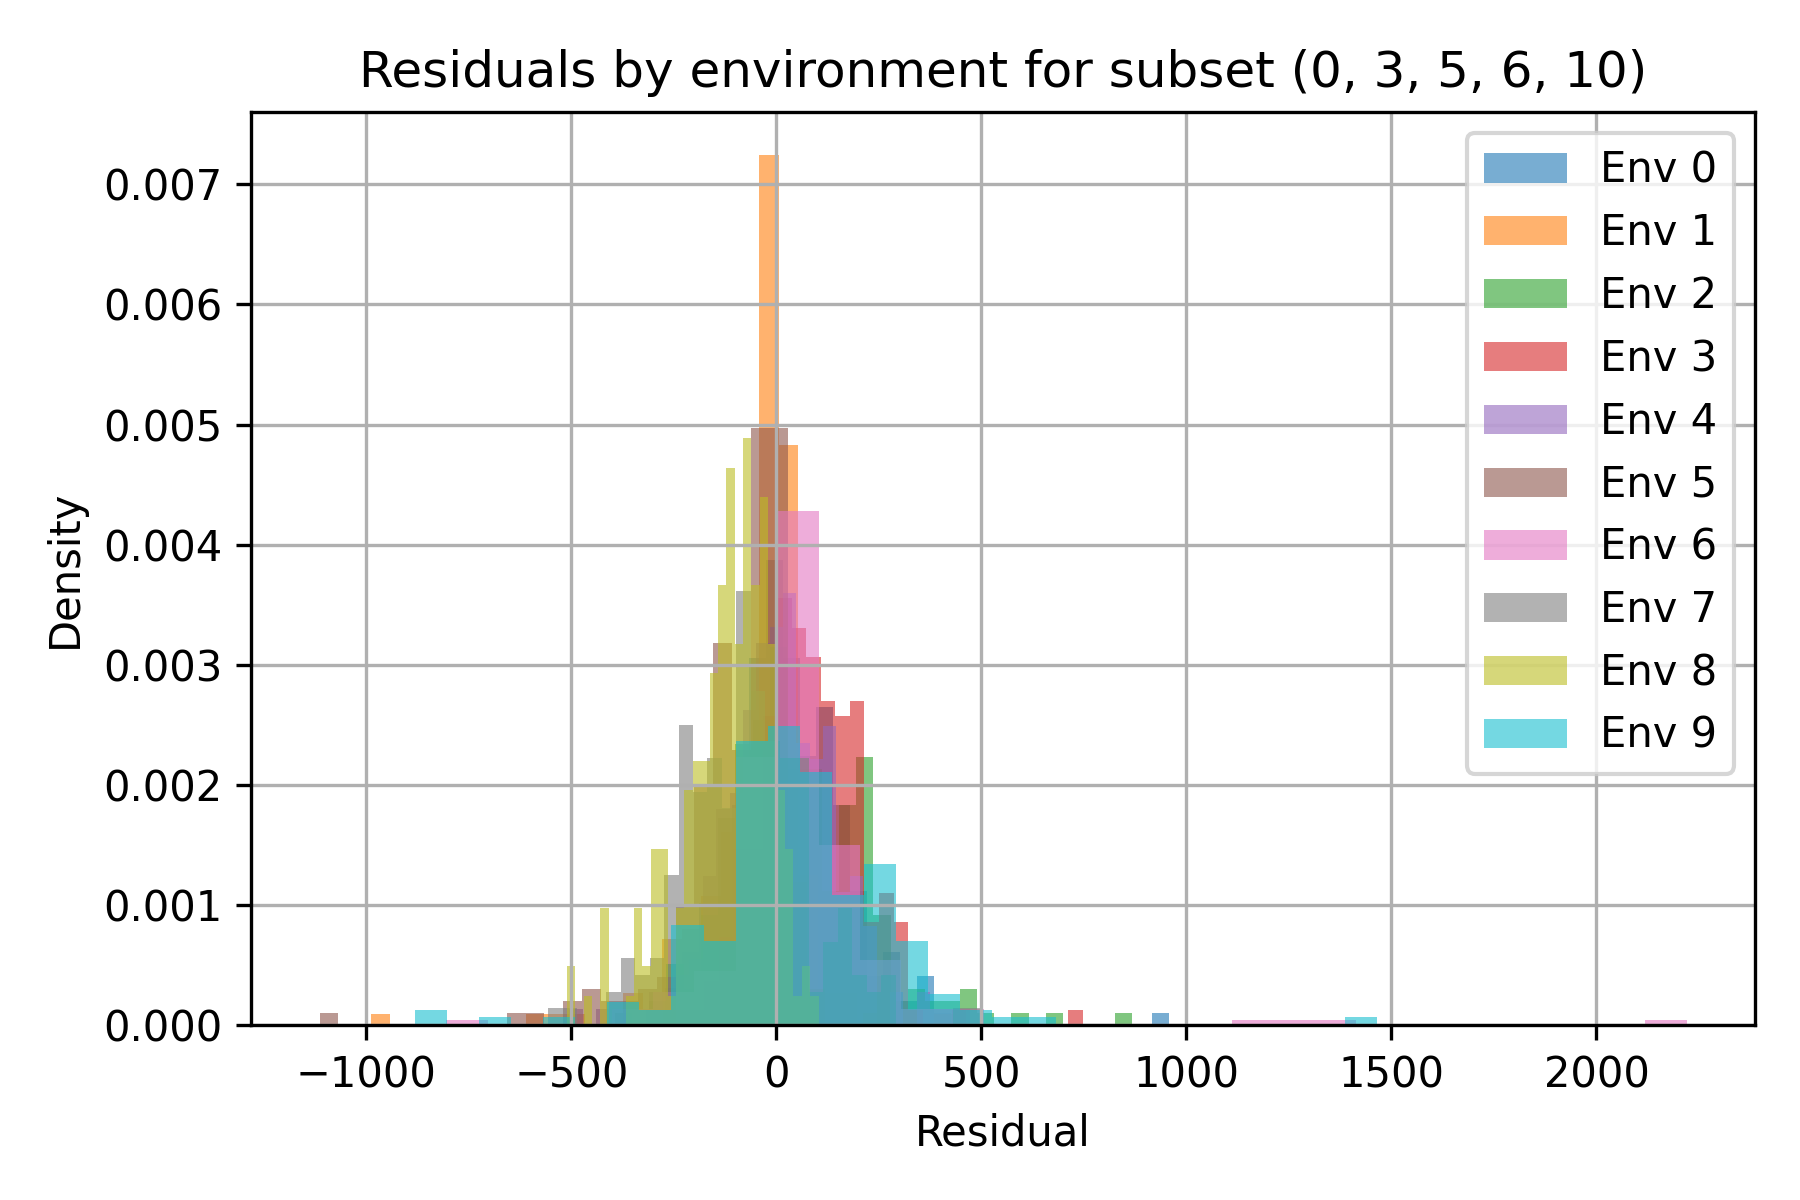 Residuals by environment for subset (0, 3, 5, 6, 10)
Density
0.007
0.006
0.005
0.004
0.003
0.002
0.001
0.000
−1000
−500
0
500
1000
1500
2000
Residual
Env 0
Env 1
Env 2
Env 3
Env 4
Env 5
Env 6
Env 7
Env 8
Env 9